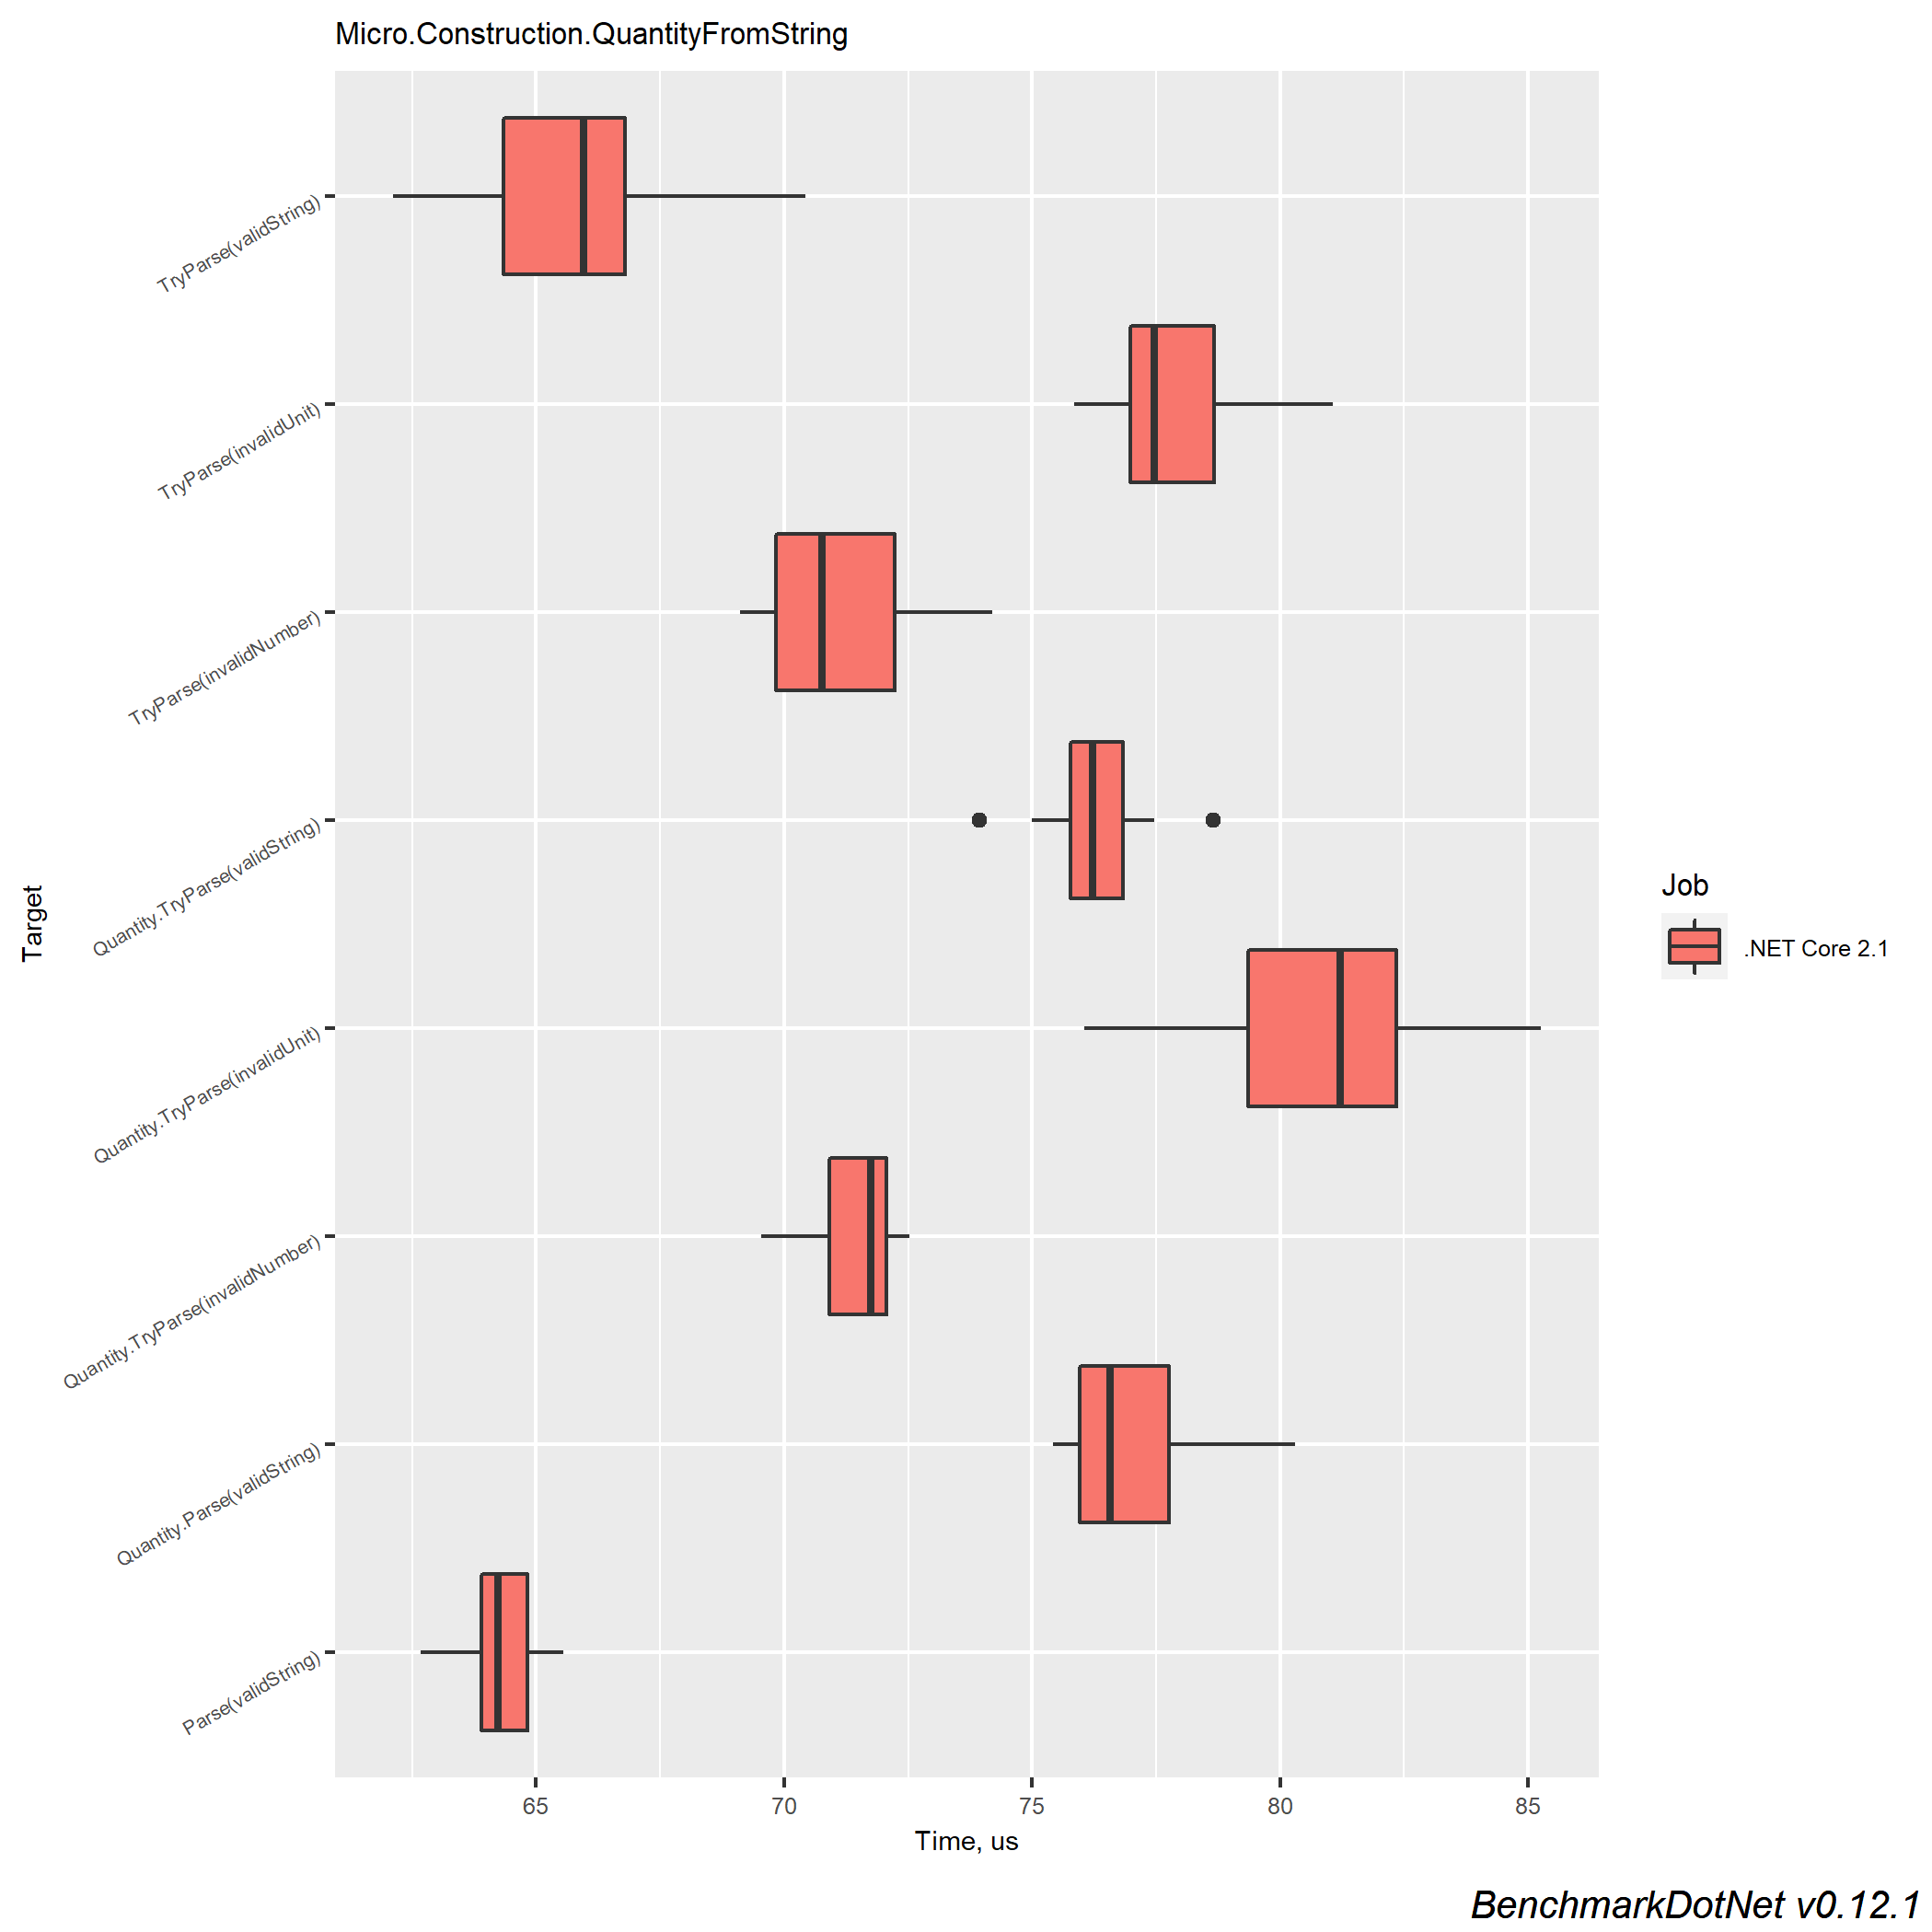 Micro.Construction.QuantityFromString
TryParse(validString)
TryParse(invalidUnit)
TryParse(invalidNumber)
Quantity.TryParse(validString)
Quantity.TryParse(invalidUnit)
Quantity.TryParse(invalidNumber)
Quantity.Parse(validString)
Parse(validString)
Target
65 70 75 80 85
Time, us
Job
.NET Core 2.1
BenchmarkDotNet v0.12.1